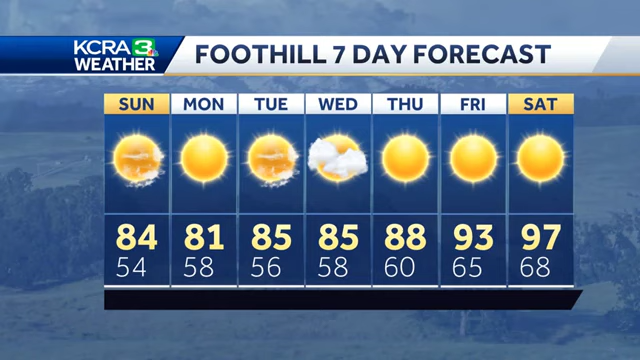 KCRA 3
WEATHER
FOOTHILL 7 DAY FORECAST
SUN MON TUE WED THU FRI SAT
84 81 85 85 88 93 97
54 58 56 58 60 65 68